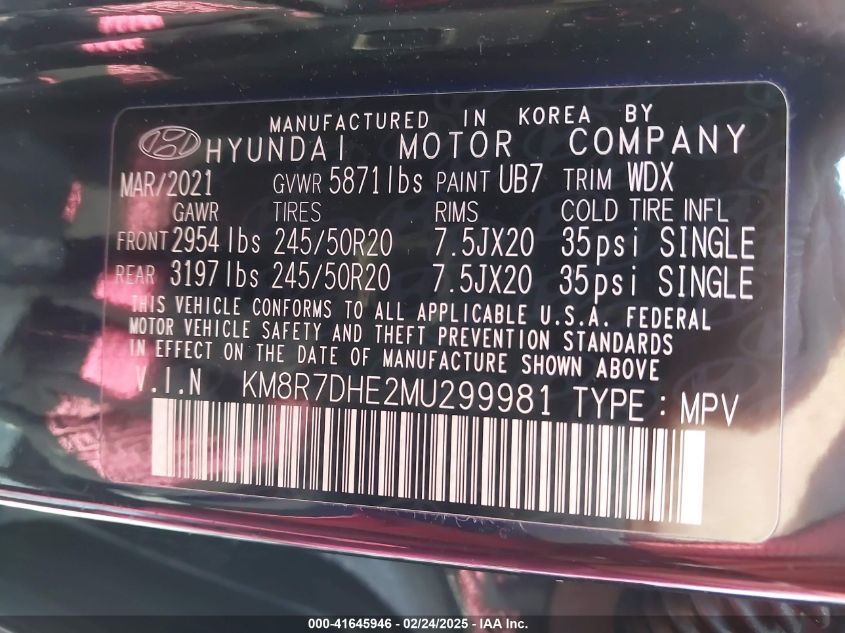 MANUFACTURED IN KOREA BY
HYUNDAI MOTOR COMPANY
MAR/2021 GVWR 5871lbs PAINT UB7 TRIM WDX
GAWR TIRES RIMS COLD TIRE INFL
FRONT 2954lbs 245/50R20 7.5JX20 35psi SINGLE
REAR 3197lbs 245/50R20 7.5JX20 35psi SINGLE
THIS VEHICLE CONFORMS TO ALL APPLICABLE U.S.A. FEDERAL
MOTOR VEHICLE SAFETY AND THEFT PREVENTION STANDARDS
IN EFFECT ON THE DATE OF MANUFACTURE SHOWN ABOVE
V.I.N KM8R7DHE2MU299981 TYPE : MPV
000-41645946 - 02/24/2025 - IAA Inc.